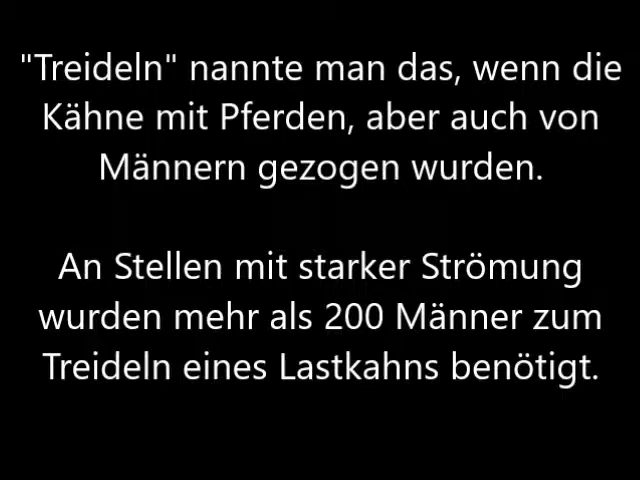 "Treideln" nannte man das, wenn die
Kähne mit Pferden, aber auch von
Männern gezogen wurden.
An Stellen mit starker Strömung
wurden mehr als 200 Männer zum
Treideln eines Lastkahns benötigt.